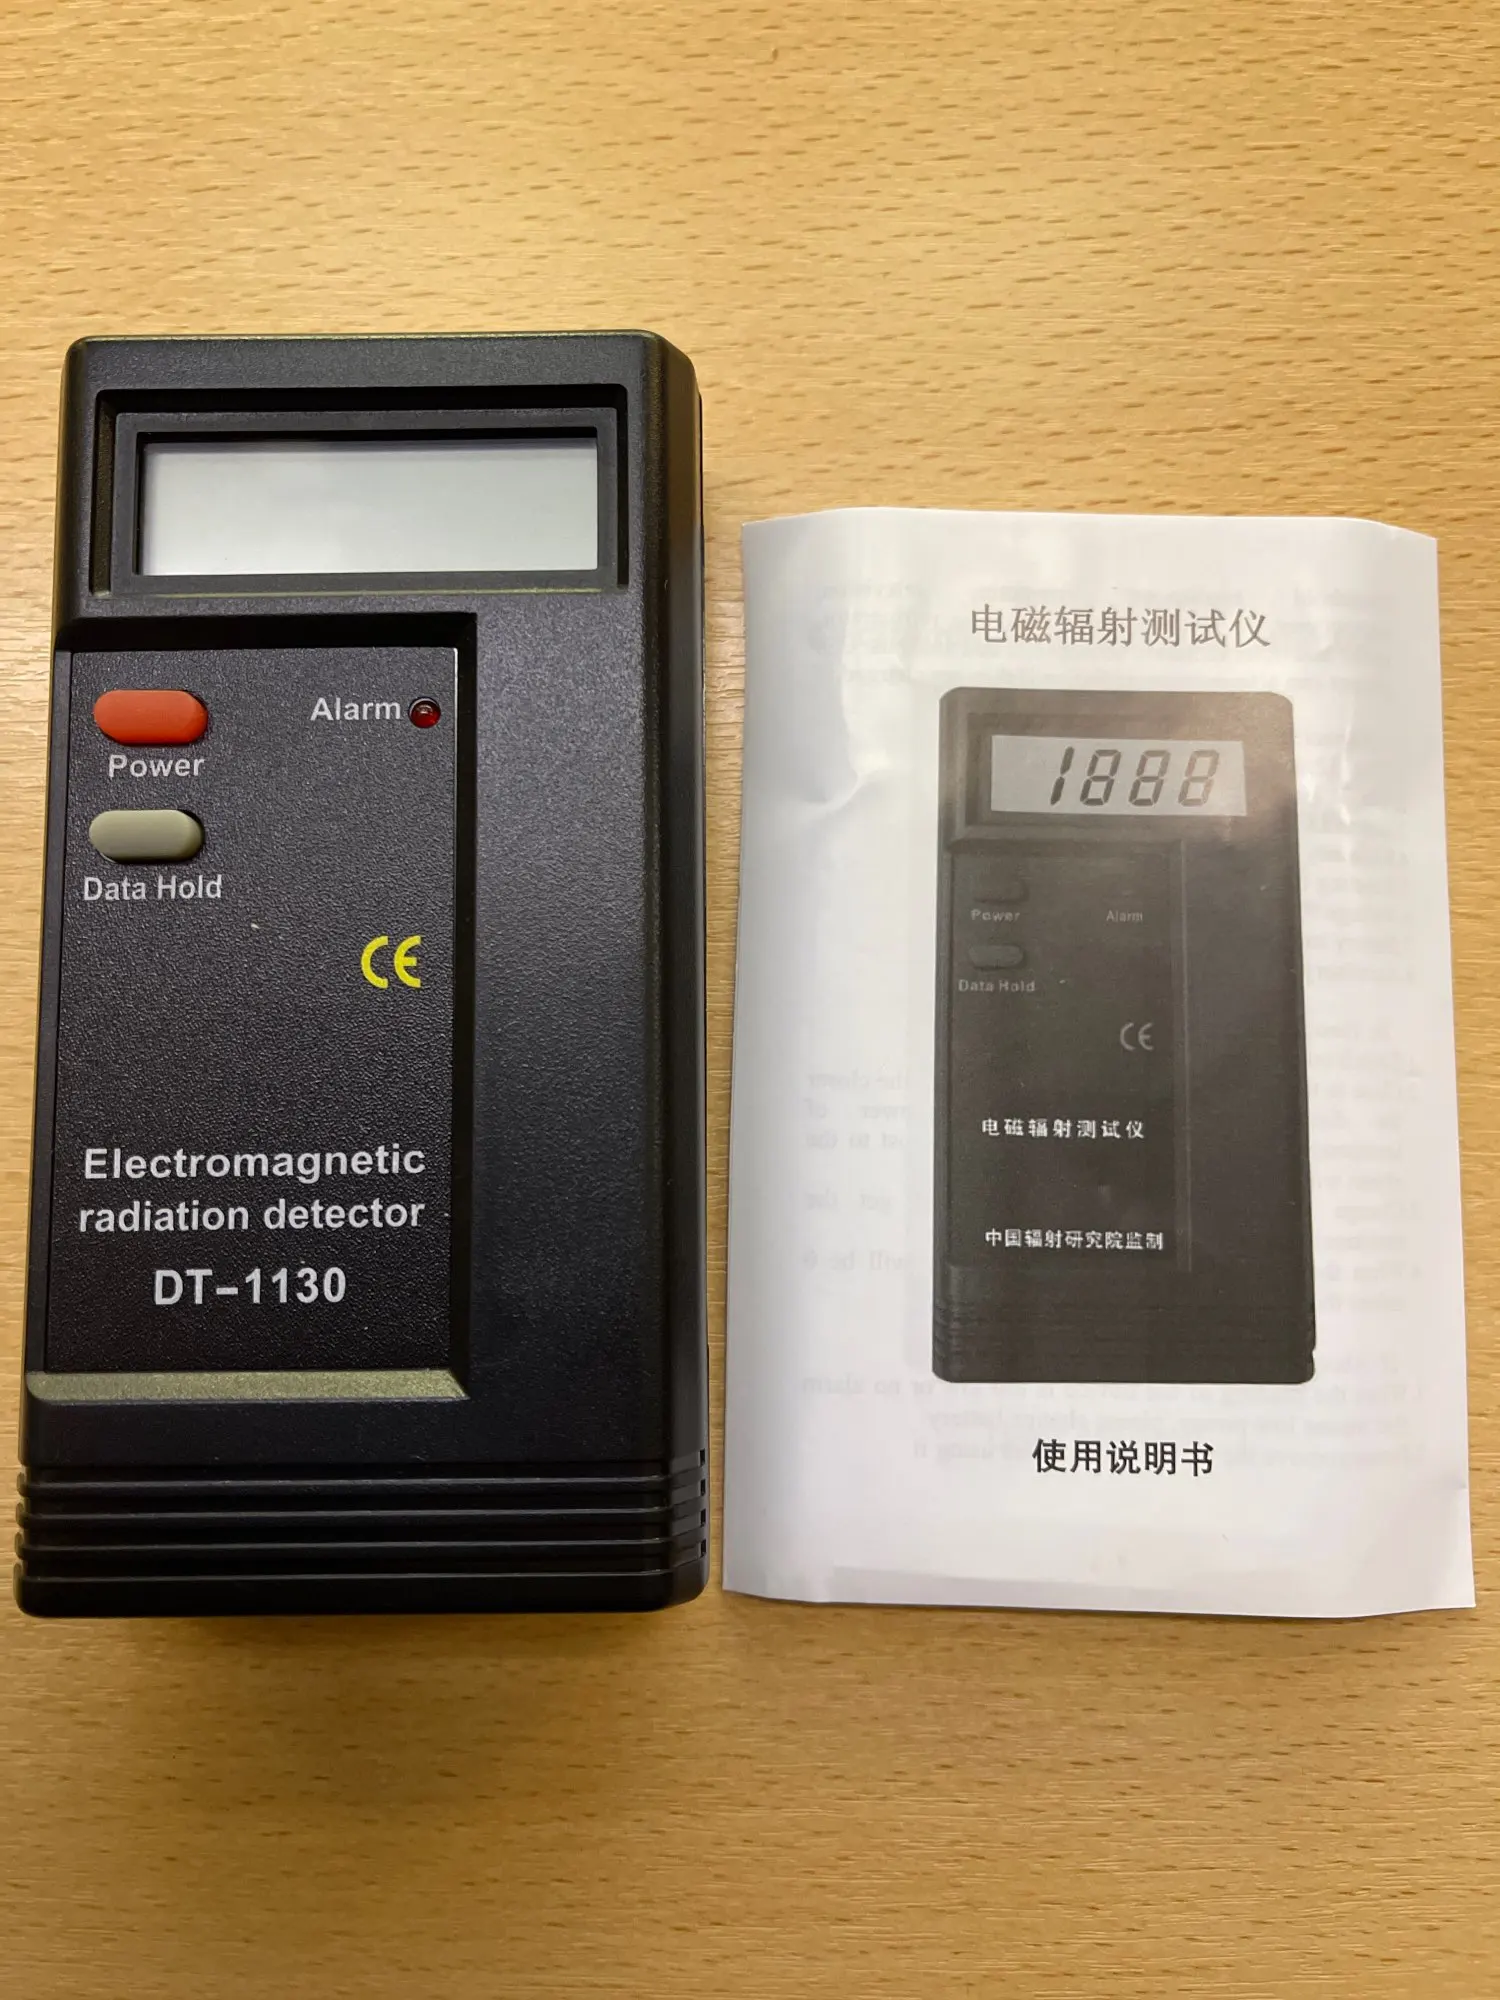 Alarm
Power
Data Hold
CE
Electromagnetic
radiation detector
DT-1130
电磁辐射测试仪
1888
Power
Alarm
Data Hold
CE
电磁辐射测试仪
中国辐射研究院监制
使用说明书